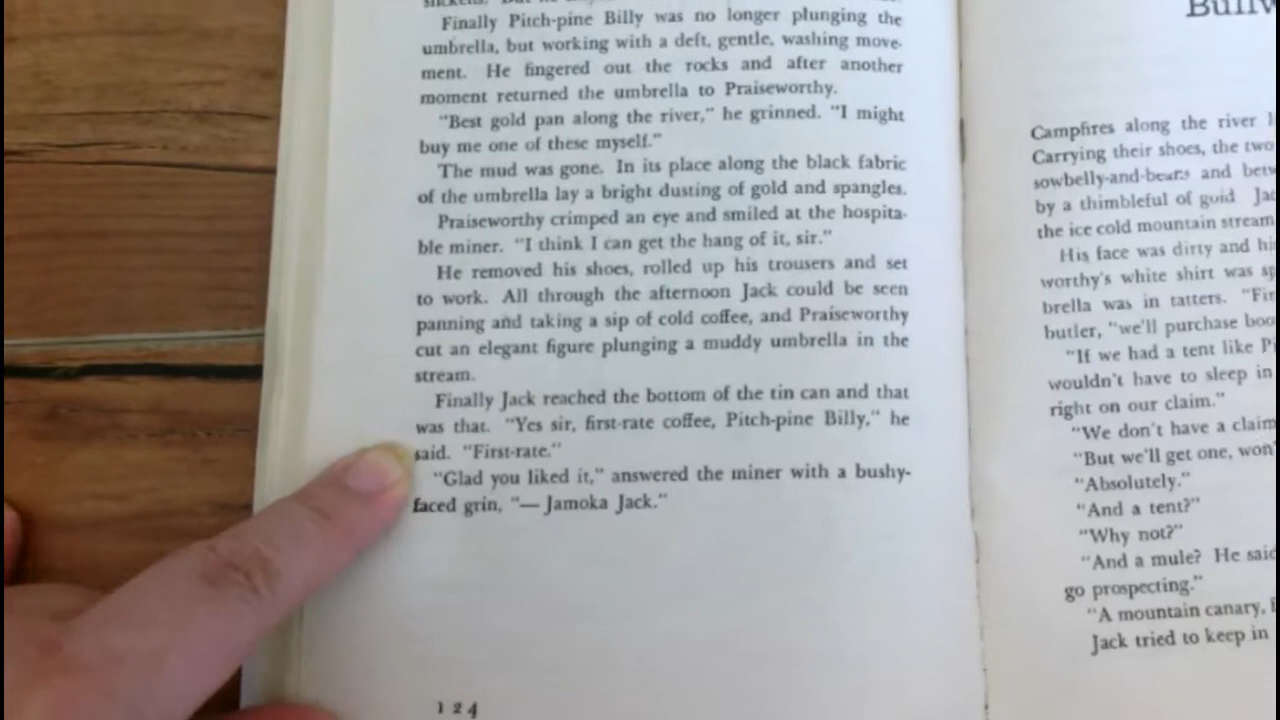 Finally Pitch-pine Billy was no longer plunging the
umbrella, but working with a deft, gentle, washing move-
ment. He fingered out the rocks and after another
moment returned the umbrella to Praiseworthy.
"Best gold pan along the river," he grinned. "I might
buy me one of these myself."
The mud was gone. In its place along the black fabric
of the umbrella lay a bright dusting of gold and spangles.
Praiseworthy crimped an eye and smiled at the hospita-
ble miner. "I think I can get the hang of it, sir."
He removed his shoes, rolled up his trousers and set
to work. All through the afternoon Jack could be seen
panning and taking a sip of cold coffee, and Praiseworthy
cut an elegant figure plunging a muddy umbrella in the
stream.
Finally Jack reached the bottom of the tin can and that
was that. "Yes sir, first-rate coffee, Pitch-pine Billy," he
said. "First-rate."
"Glad you liked it," answered the miner with a bushy-
faced grin, "— Jamoka Jack."
124
Campfires along the river
Carrying their shoes, the two
sowbelly-and-beans and
by a thimbleful of gold
the ice cold mountain stream
His face was dirty and
worthy's white shirt was
brella was in tatters.
butler, "we'll purchase
"If we had a tent like
wouldn't have to sleep in
right on our claim."
"We don't have a claim
"But we'll get one,
"Absolutely."
"And a tent?"
"Why not?"
"And a mule? He said
go prospecting."
"A mountain canary,
Jack tried to keep in